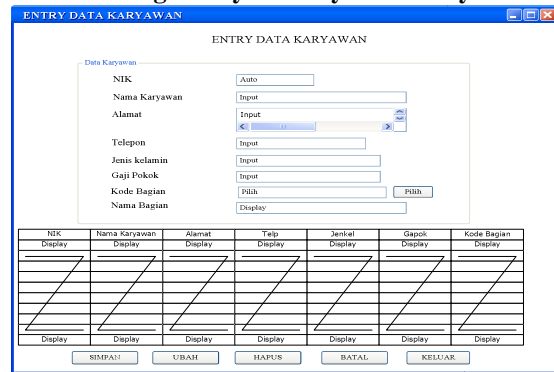 ENTRY DATA KARYAWAN
ENTRY DATA KARYAWAN
Data Karyawan
NIK Auto
Nama Karyawan Input
Alamat Input
Telepon Input
Jenis kelamin Input
Gaji Pokok Input
Kode Bagian Pilih Pilih
Nama Bagian Display
NIK Nama Karyawan Alamat Telp Jenkel Gapok Kode Bagian
Display Display Display Display Display Display Display
Display Display Display Display Display Display Display
SIMPAN UBAH HAPUS BATAL KELUAR